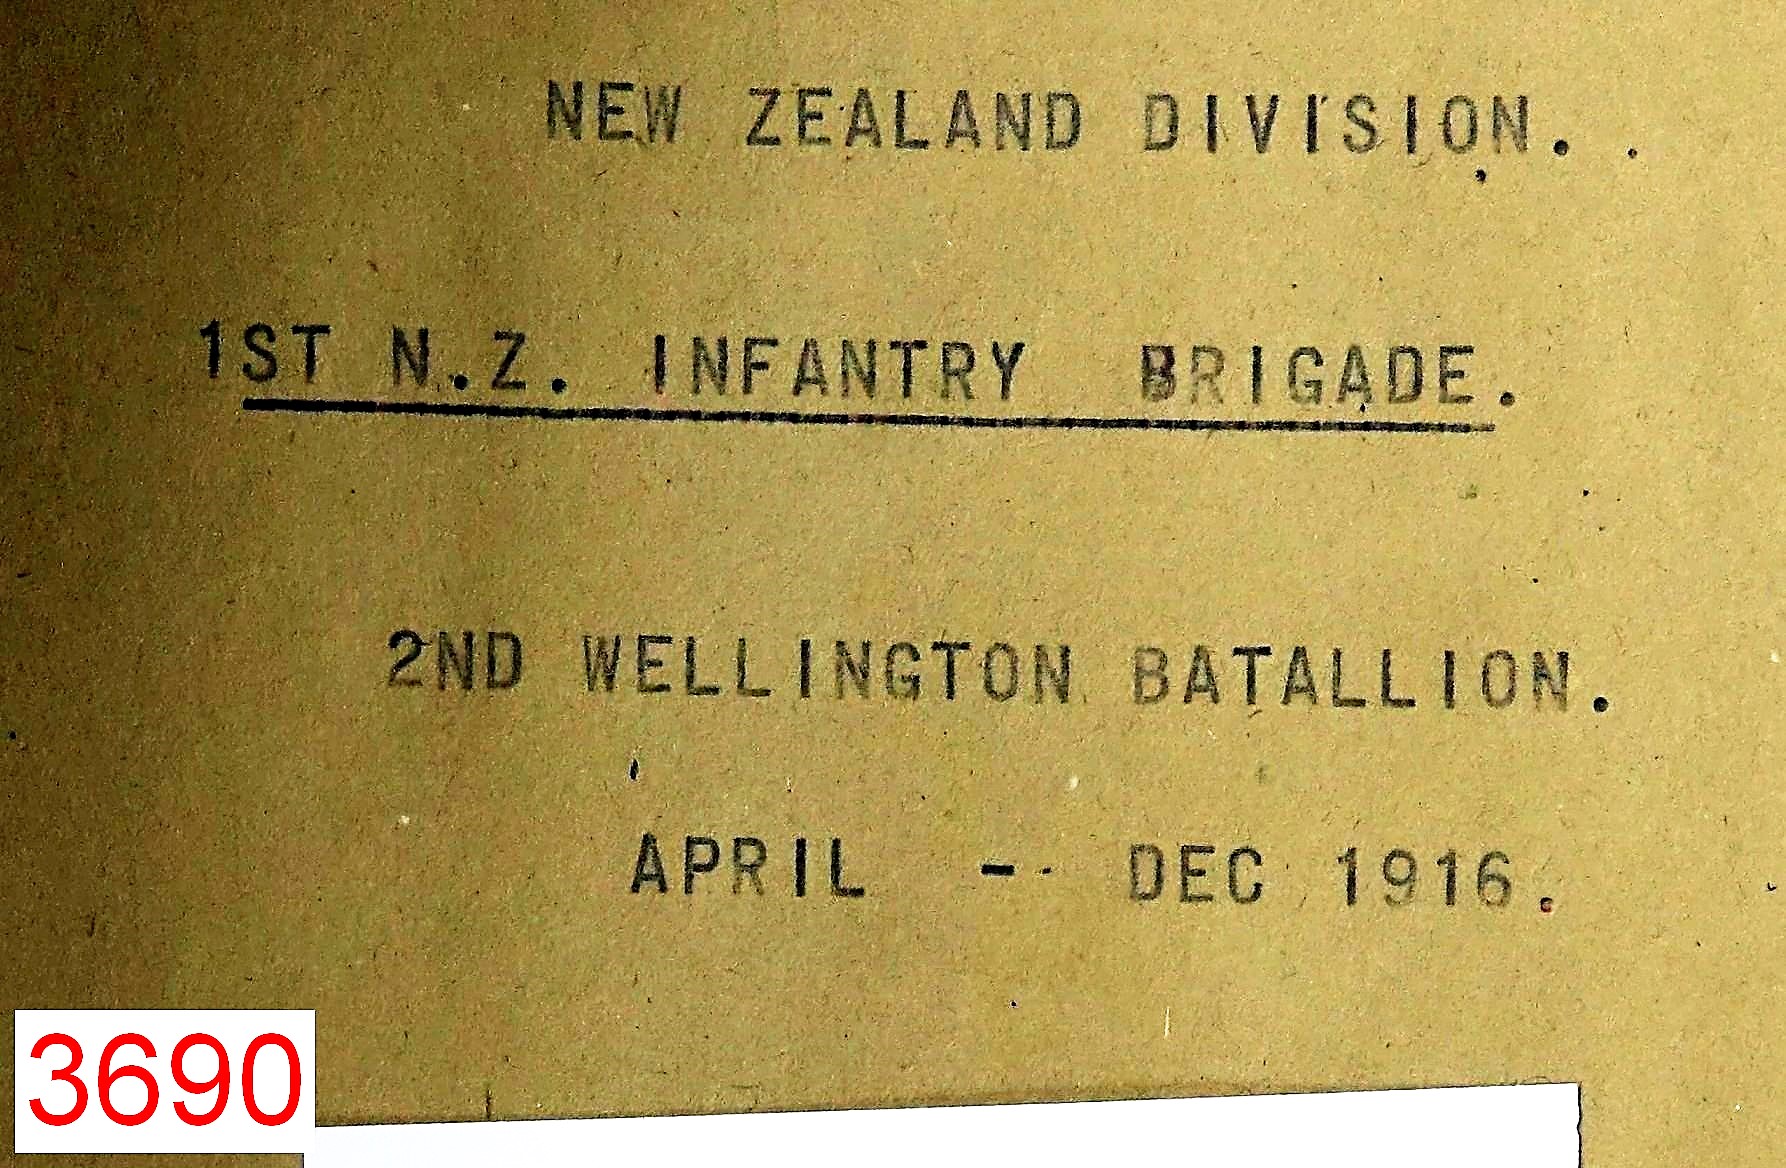 NEW ZEALAND DIVISION.
1ST N.Z. INFANTRY BRIGADE.
2ND WELLINGTON BATALLION.
APRIL - DEC 1916.
3690